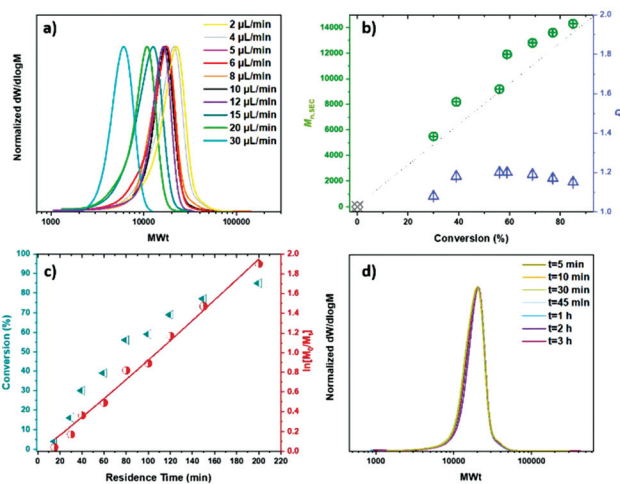 a)
2 µL/min
4 µL/min
5 µL/min
6 µL/min
8 µL/min
10 µL/min
12 µL/min
15 µL/min
20 µL/min
30 µL/min
Normalized dW/dlogM
1000
10000
100000
MWt
b)
14000
12000
10000
8000
6000
4000
2000
0
Mn,SEC
2.0
1.8
1.6
1.4
1.2
1.0
0
20
40
60
80
Conversion (%)
c)
100
90
80
70
60
50
40
30
20
10
0
Conversion (%)
2.0
1.8
1.6
1.4
1.2
1.0
0.8
0.6
0.4
0.2
0.0
0
20
40
60
80
100
120
140
160
180
200
220
Residence Time (min)
d)
t=5 min
t=10 min
t=30 min
t=45 min
t=1 h
t=2 h
t=3 h
Normalized dW/dlogM
1000
10000
100000
MWt